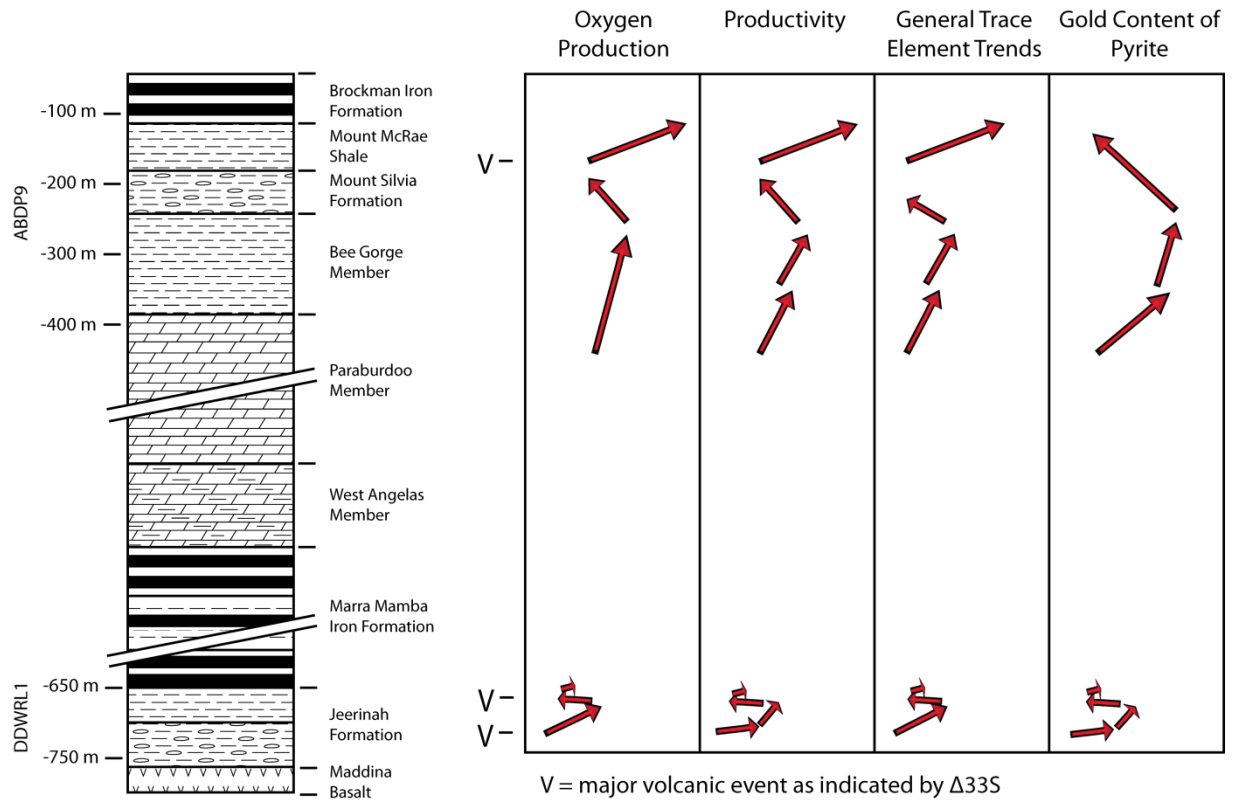 Oxygen
Production
Productivity
General Trace
Element Trends
Gold Content of
Pyrite
ABDP9
DDWRL1
-100 m
-200 m
-300 m
-400 m
-650 m
-750 m
Brockman Iron
Formation
Mount McRae
Shale
Mount Silvia
Formation
Bee Gorge
Member
Paraburdoo
Member
West Angelas
Member
Marra Mamba
Iron Formation
Jeerinah
Formation
Maddina
Basalt
V
V
V
V = major volcanic event as indicated by Δ33S